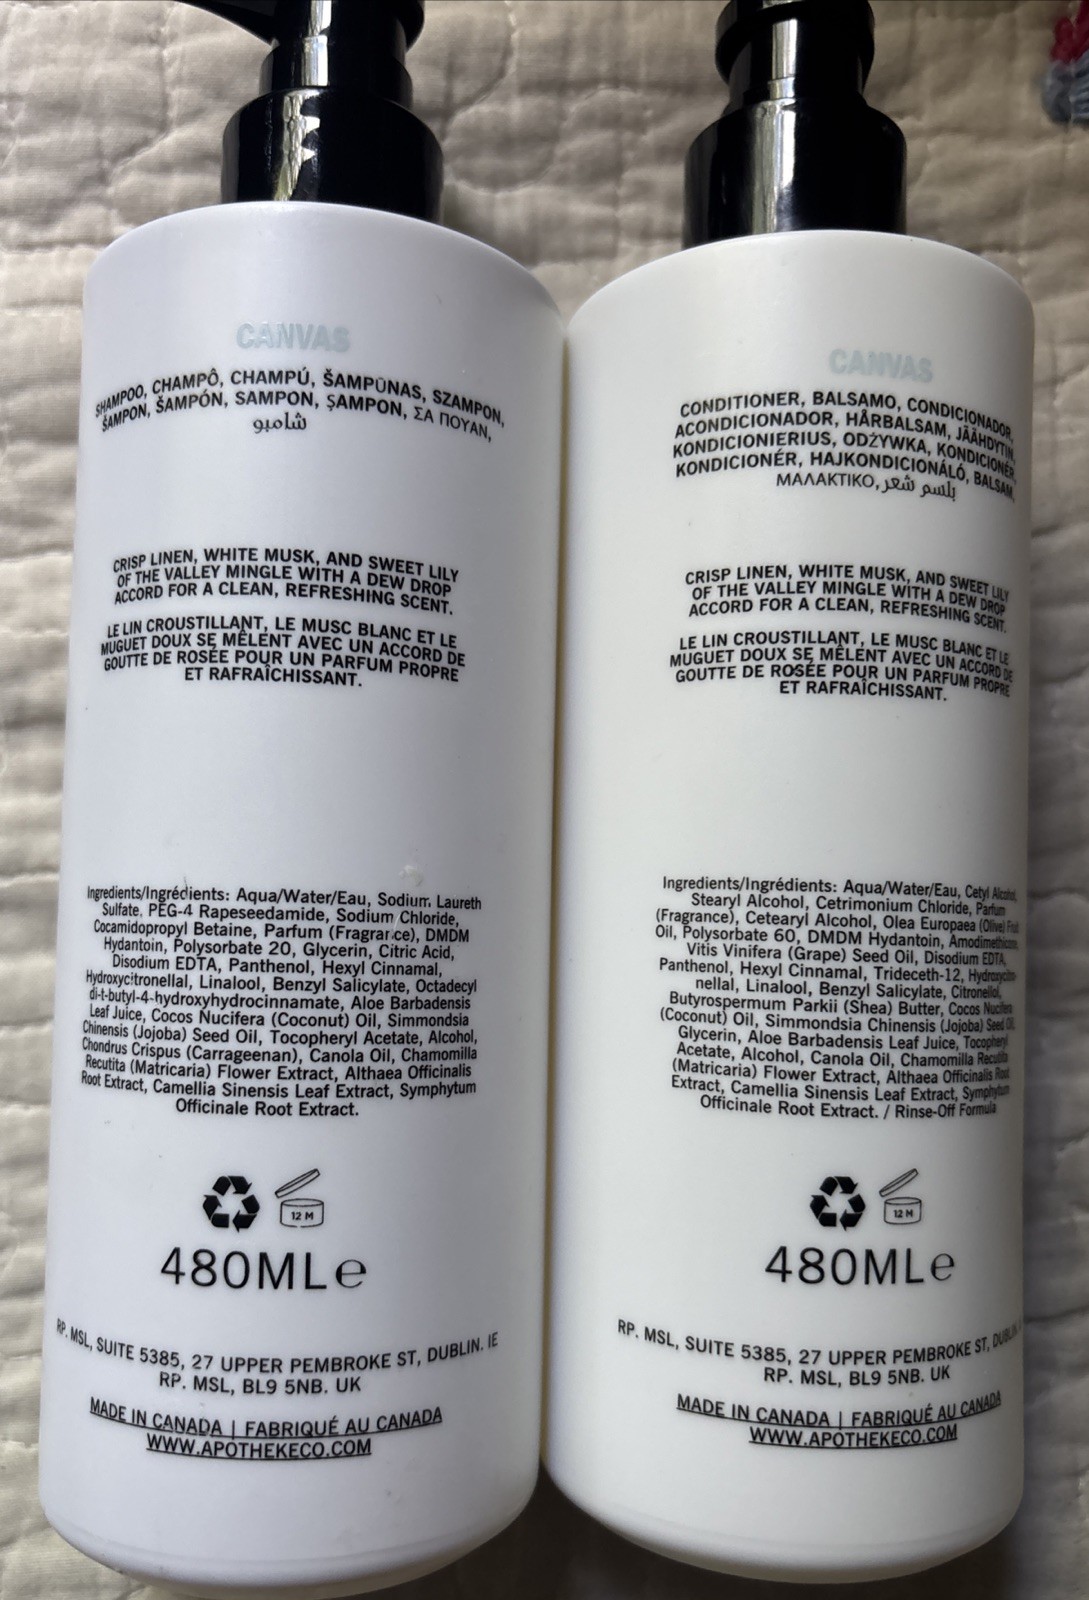 CANVAS
SHAMPOO, CHAMPÔ, CHAMPÚ, ŠAMPŪNAS, SZAMPON,
ŠAMPON, ŠAMPÓN, SAMPON, ŞAMPON, ΣΑ ΠΟΥΑΝ,
شامبو
CRISP LINEN, WHITE MUSK, AND SWEET LILY
OF THE VALLEY MINGLE WITH A DEW DROP
ACCORD FOR A CLEAN, REFRESHING SCENT.
LE LIN CROUSTILLANT, LE MUSC BLANC ET LE
MUGUET DOUX SE MÊLENT AVEC UN ACCORD DE
GOUTTE DE ROSÉE POUR UN PARFUM PROPRE
ET RAFRAÎCHISSANT.
Ingredients/Ingrédients: Aqua/Water/Eau, Sodium Laureth
Sulfate, PEG-4 Rapeseedamide, Sodium Chloride,
Cocamidopropyl Betaine, Parfum (Fragrance), DMDM
Hydantoin, Polysorbate 20, Glycerin, Citric Acid,
Disodium EDTA, Panthenol, Hexyl Cinnamal,
Hydroxycitronellal, Linalool, Benzyl Salicylate, Octadecyl
di-t-butyl-4-hydroxyhydrocinnamate, Aloe Barbadensis
Leaf Juice, Cocos Nucifera (Coconut) Oil, Simmondsia
Chinensis (Jojoba) Seed Oil, Tocopheryl Acetate, Alcohol,
Chondrus Crispus (Carrageenan), Canola Oil, Chamomilla
Recutita (Matricaria) Flower Extract, Althaea Officinalis
Root Extract, Camellia Sinensis Leaf Extract, Symphytum
Officinale Root Extract.
12 M
480MLe
RP. MSL, SUITE 5385, 27 UPPER PEMBROKE ST, DUBLIN. IE
RP. MSL, BL9 5NB. UK
MADE IN CANADA | FABRIQUÉ AU CANADA
WWW.APOTHEKECO.COM
CANVAS
CONDITIONER, BALSAMO, CONDICIONADOR,
ACONDICIONADOR, HÅRBALSAM, JÄÄHDYTIN,
KONDICIONIERIUS, ODŻYWKA, KONDICIONÉR,
KONDICIONÉR, HAJKONDICIONÁLÓ, BALSAM,
ΜΑΛΑΚΤΙΚΟ, بلسم شعر
CRISP LINEN, WHITE MUSK, AND SWEET LILY
OF THE VALLEY MINGLE WITH A DEW DROP
ACCORD FOR A CLEAN, REFRESHING SCENT.
LE LIN CROUSTILLANT, LE MUSC BLANC ET LE
MUGUET DOUX SE MÊLENT AVEC UN ACCORD DE
GOUTTE DE ROSÉE POUR UN PARFUM PROPRE
ET RAFRAÎCHISSANT.
Ingredients/Ingrédients: Aqua/Water/Eau, Cetyl Alcohol,
Stearyl Alcohol, Cetrimonium Chloride, Parfum
(Fragrance), Cetearyl Alcohol, Olea Europaea (Olive) Fruit
Oil, Polysorbate 60, DMDM Hydantoin, Amodimethicone,
Vitis Vinifera (Grape) Seed Oil, Disodium EDTA,
Panthenol, Hexyl Cinnamal, Trideceth-12, Hydroxycitro-
nellal, Linalool, Benzyl Salicylate, Citronellol,
Butyrospermum Parkii (Shea) Butter, Cocos Nucifera
(Coconut) Oil, Simmondsia Chinensis (Jojoba) Seed Oil,
Glycerin, Aloe Barbadensis Leaf Juice, Tocopheryl
Acetate, Alcohol, Canola Oil, Chamomilla Recutita
(Matricaria) Flower Extract, Althaea Officinalis Root
Extract, Camellia Sinensis Leaf Extract, Symphytum
Officinale Root Extract. / Rinse-Off Formula
12 M
480MLe
RP. MSL, SUITE 5385, 27 UPPER PEMBROKE ST, DUBLIN.
RP. MSL, BL9 5NB. UK
MADE IN CANADA | FABRIQUÉ AU CANADA
WWW.APOTHEKECO.COM